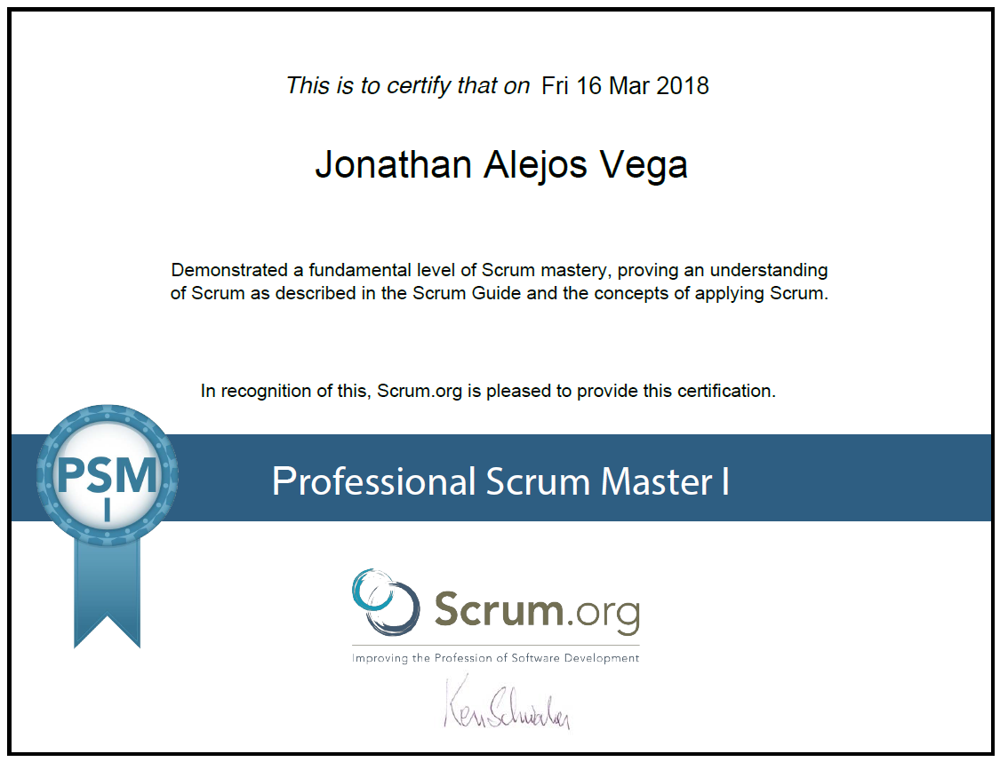 This is to certify that on Fri 16 Mar 2018
Jonathan Alejos Vega
Demonstrated a fundamental level of Scrum mastery, proving an understanding
of Scrum as described in the Scrum Guide and the concepts of applying Scrum.
In recognition of this, Scrum.org is pleased to provide this certification.
PSM
I
Professional Scrum Master I
Scrum.org
Improving the Profession of Software Development
Ken Schwaber